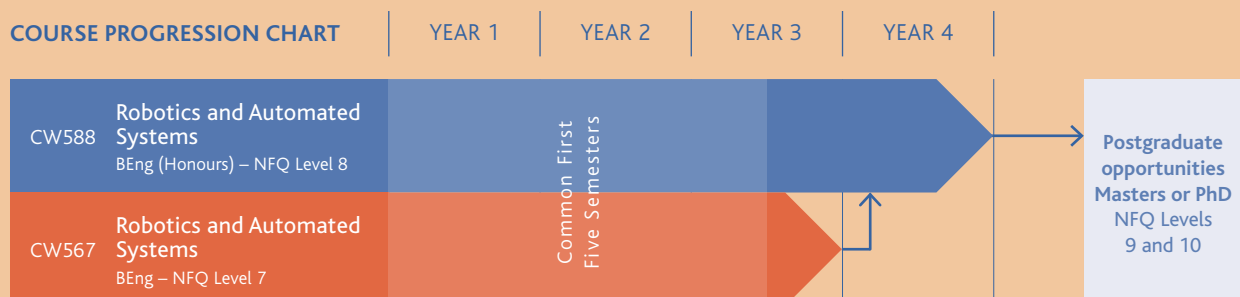 COURSE PROGRESSION CHART
YEAR 1
YEAR 2
YEAR 3
YEAR 4
CW588
Robotics and Automated
Systems
BEng (Honours) – NFQ Level 8
CW567
Robotics and Automated
Systems
BEng – NFQ Level 7
Common First
Five Semesters
Postgraduate
opportunities
Masters or PhD
NFQ Levels
9 and 10